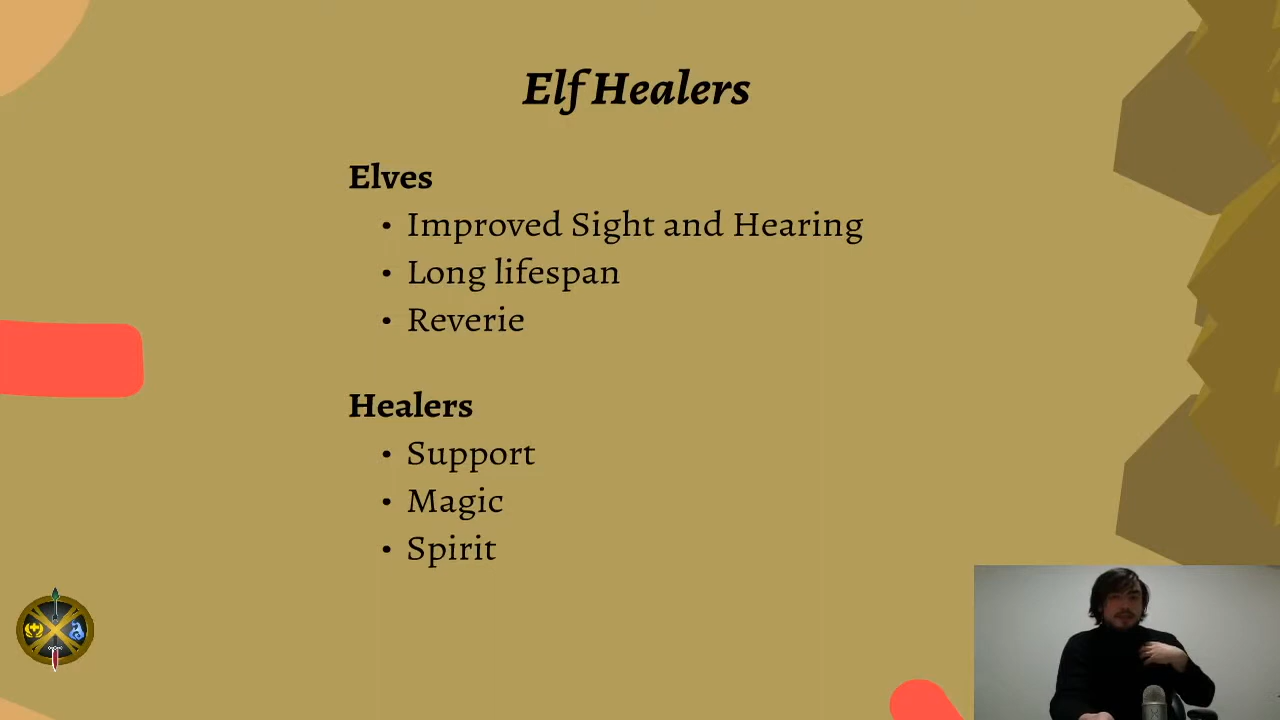 Elf Healers
Elves
• Improved Sight and Hearing
• Long lifespan
• Reverie
Healers
• Support
• Magic
• Spirit